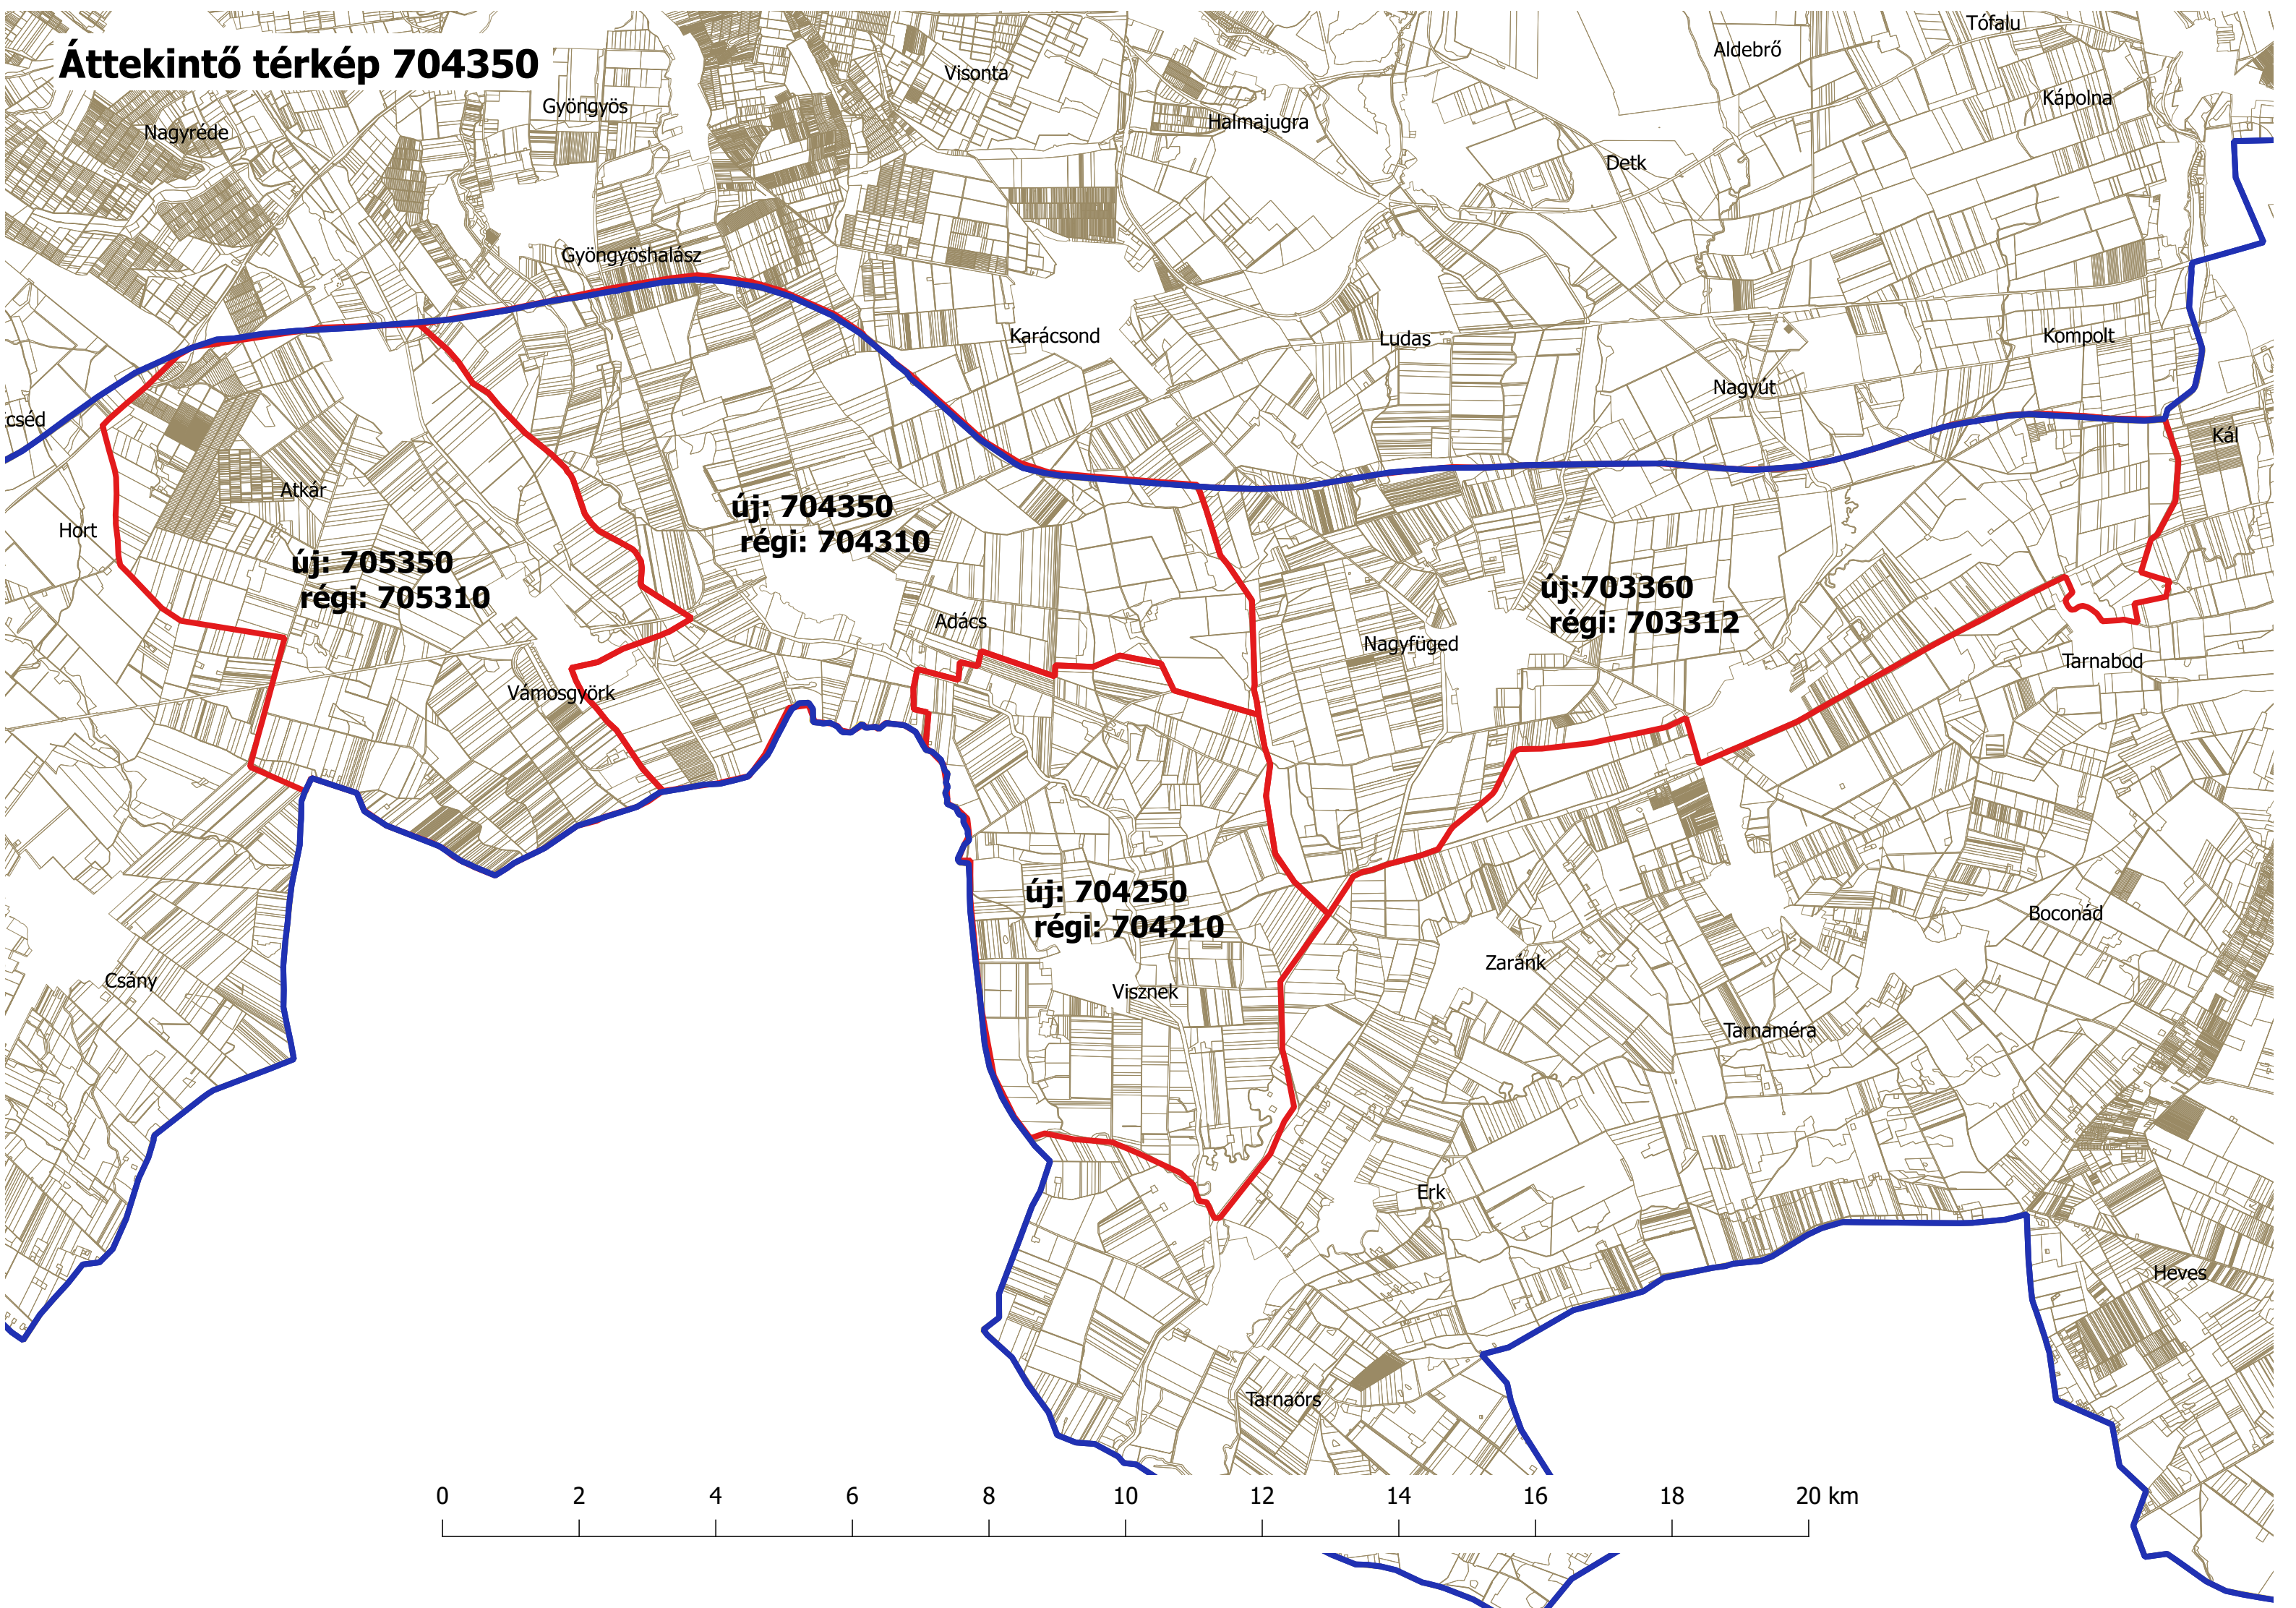 Áttekintő térkép 704350
Tófalu
Aldebrő
Visonta
Kápolna
Gyöngyös
Halmajugra
Nagyréde
Detk
Gyöngyöshalász
Karácsond
Ludas
Kompolt
Nagyút
cséd
Kál
Atkár
új: 704350
régi: 704310
Hort
új: 705350
régi: 705310
új:703360
régi: 703312
Adács
Nagyfüged
Tarnabod
Vámosgyörk
új: 704250
régi: 704210
Boconád
Zaránk
Csány
Visznek
Tarnaméra
Erk
Heves
Tarnaörs
0 2 4 6 8 10 12 14 16 18 20 km